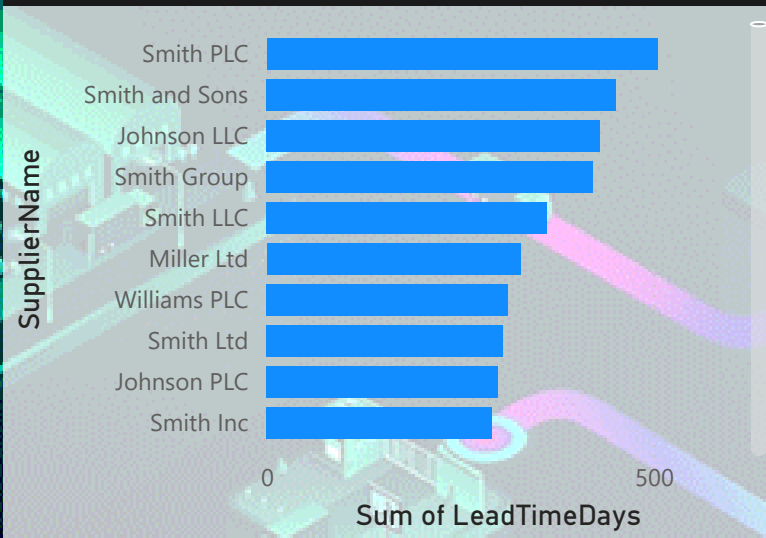 SupplierName
Smith PLC
Smith and Sons
Johnson LLC
Smith Group
Smith LLC
Miller Ltd
Williams PLC
Smith Ltd
Johnson PLC
Smith Inc
0 500
Sum of LeadTimeDays